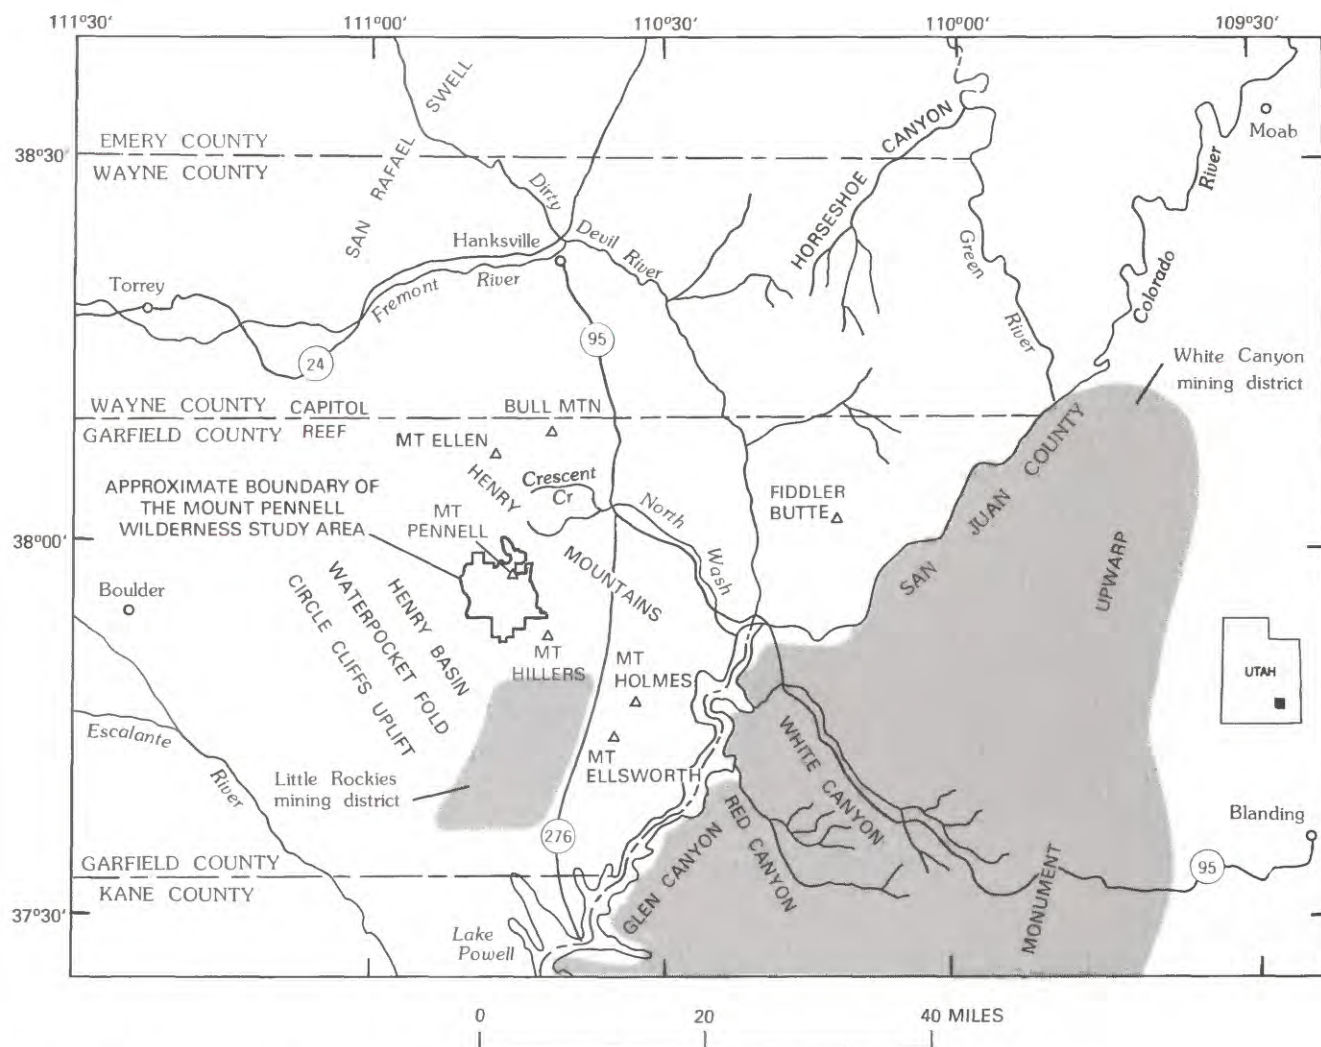 111°30'
111°00'
110°30'
110°00'
109°30'
38°30'
38°00'
37°30'
EMERY COUNTY
WAYNE COUNTY
SAN RAFAEL SWELL
Dirty
Devil
River
HORSESHOE CANYON
Moab
Green
River
Colorado
River
Hanksville
Torrey
Fremont
River
24
95
White Canyon
mining district
WAYNE COUNTY
GARFIELD COUNTY
CAPITOL
REEF
BULL MTN
MT ELLEN
HENRY
MOUNTAINS
Crescent
Cr
North
Wash
FIDDLER
BUTTE
SAN JUAN COUNTY
APPROXIMATE BOUNDARY OF
THE MOUNT PENNELL
WILDERNESS STUDY AREA
MT
PENNELL
Boulder
HENRY BASIN
WATERPOCKET FOLD
CIRCLE CLIFFS UPLIFT
MT
HILLERS
MT
HOLMES
MT
ELLSWORTH
MONUMENT
UPWARP
UTAH
Escalante
River
Little Rockies
mining district
276
WHITE CANYON
RED CANYON
GLEN CANYON
Blanding
95
GARFIELD COUNTY
KANE COUNTY
Lake
Powell
0
20
40 MILES